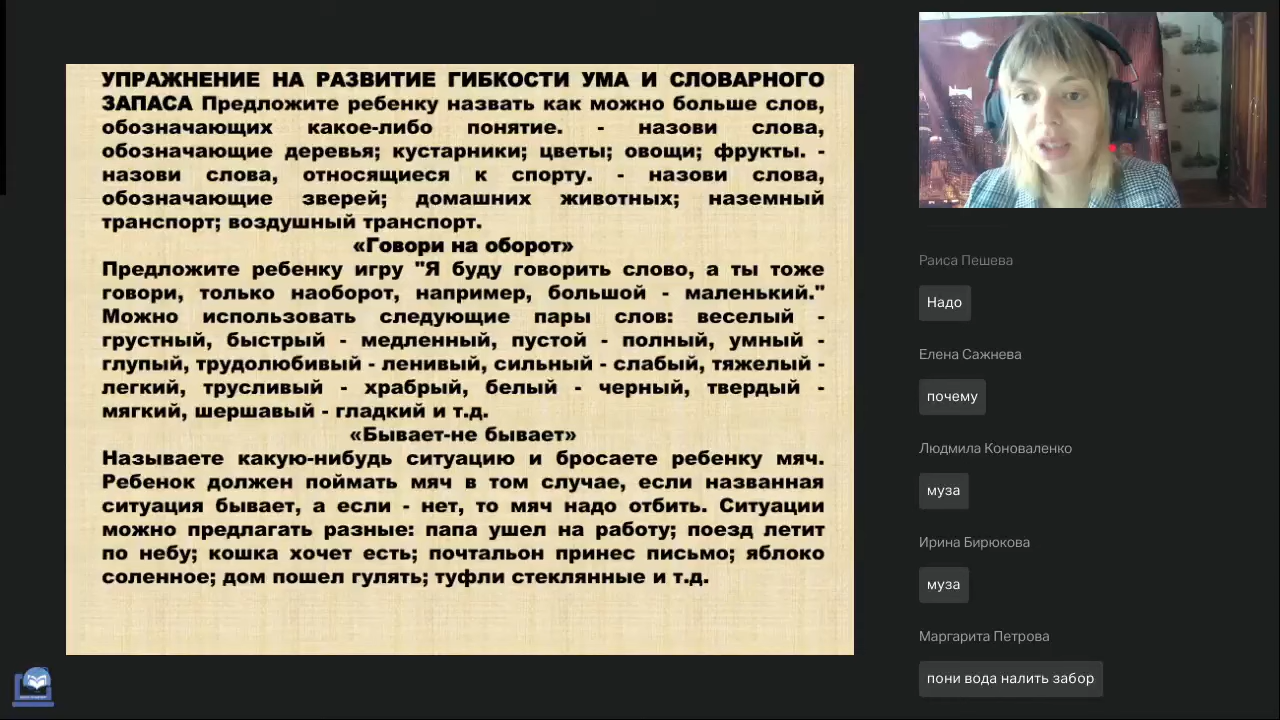 УПРАЖНЕНИЕ НА РАЗВИТИЕ ГИБКОСТИ УМА И СЛОВАРНОГО
ЗАПАСА Предложите ребенку назвать как можно больше слов,
обозначающих какое-либо понятие. - назови слова,
обозначающие деревья; кустарники; цветы; овощи; фрукты. -
назови слова, относящиеся к спорту. - назови слова,
обозначающие зверей; домашних животных; наземный
транспорт; воздушный транспорт.
«Говори на оборот»
Предложите ребенку игру "Я буду говорить слово, а ты тоже
говори, только наоборот, например, большой - маленький."
Можно использовать следующие пары слов: веселый -
грустный, быстрый - медленный, пустой - полный, умный -
глупый, трудолюбивый - ленивый, сильный - слабый, тяжелый -
легкий, трусливый - храбрый, белый - черный, твердый -
мягкий, шершавый - гладкий и т.д.
«Бывает-не бывает»
Называете какую-нибудь ситуацию и бросаете ребенку мяч.
Ребенок должен поймать мяч в том случае, если названная
ситуация бывает, а если - нет, то мяч надо отбить. Ситуации
можно предлагать разные: папа ушел на работу; поезд летит
по небу; кошка хочет есть; почтальон принес письмо; яблоко
соленное; дом пошел гулять; туфли стеклянные и т.д.
Раиса Пешева
Надо
Елена Сажнева
почему
Людмила Коноваленко
муза
Ирина Бирюкова
муза
Маргарита Петрова
пони вода налить забор